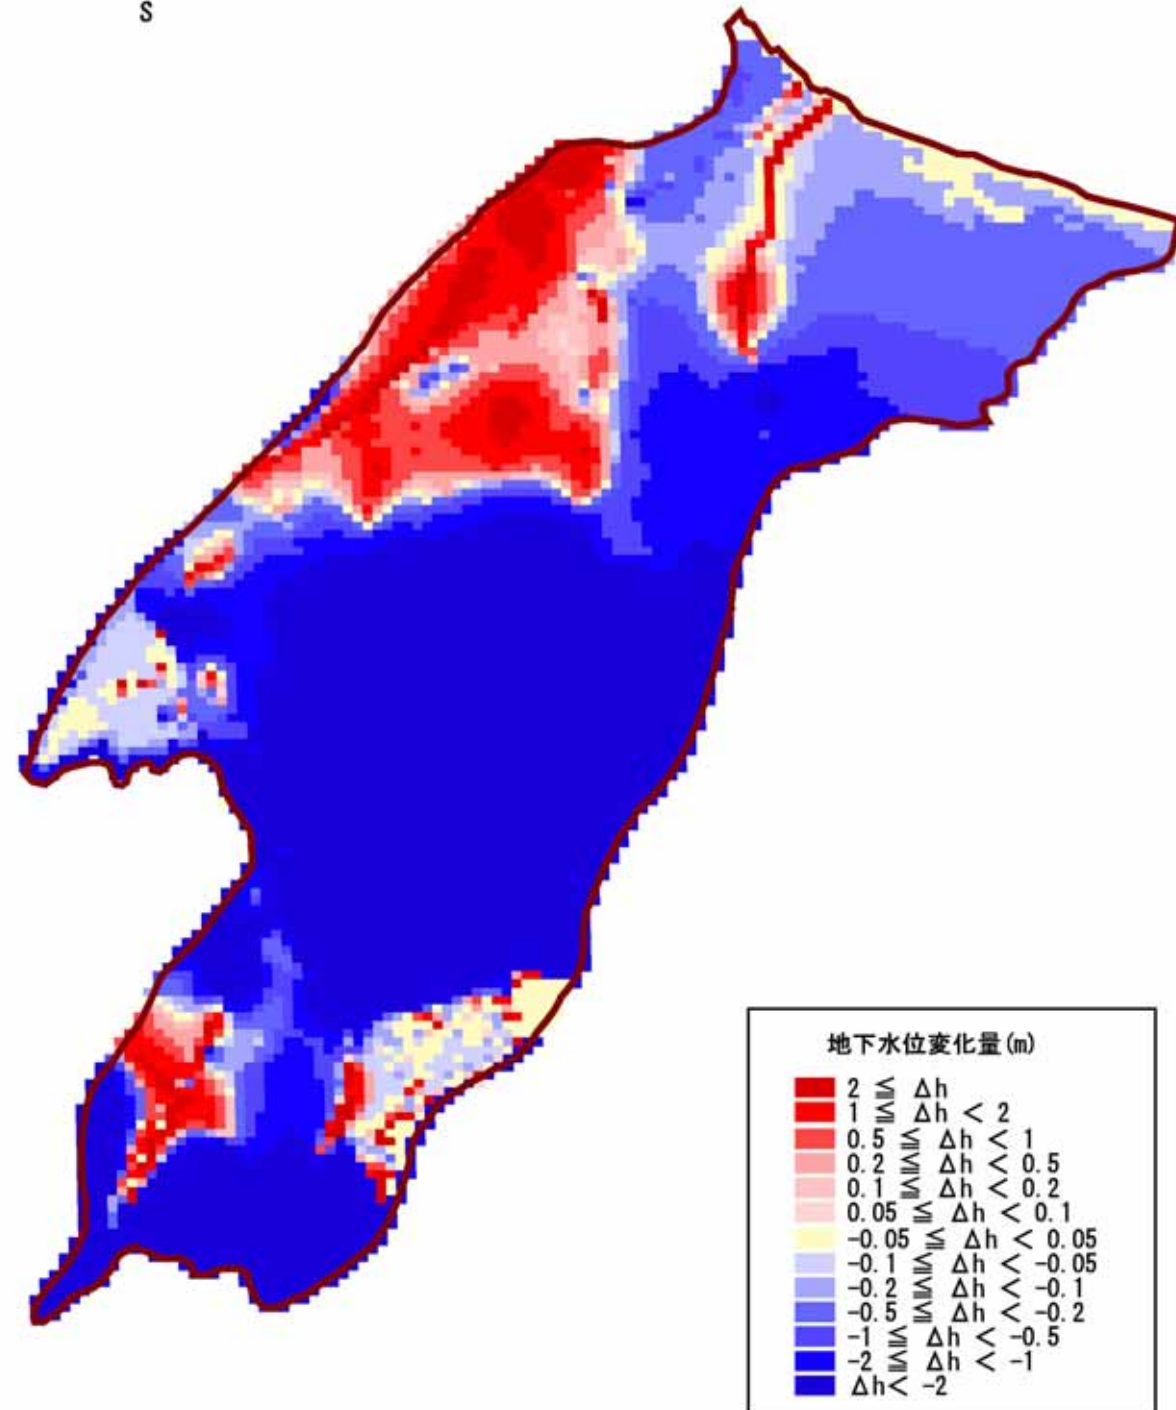 S
地下水位変化量(m)
2 ≦ Δh
1 ≦ Δh < 2
0.5 ≦ Δh < 1
0.2 ≦ Δh < 0.5
0.1 ≦ Δh < 0.2
0.05 ≦ Δh < 0.1
-0.05 ≦ Δh < 0.05
-0.1 ≦ Δh < -0.05
-0.2 ≦ Δh < -0.1
-0.5 ≦ Δh < -0.2
-1 ≦ Δh < -0.5
-2 ≦ Δh < -1
Δh< -2